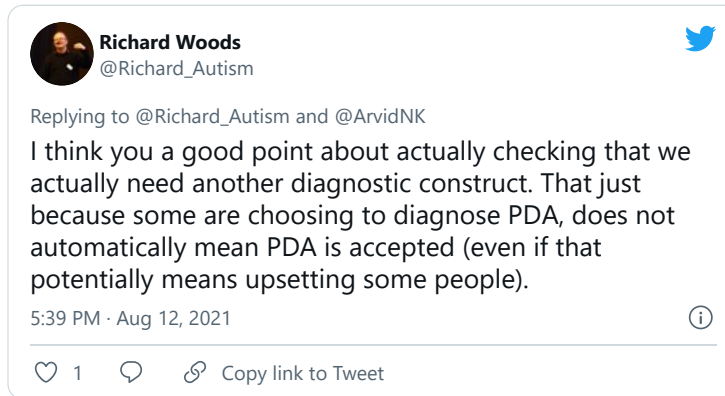 Richard Woods
@Richard_Autism
Replying to @Richard_Autism and @ArvidNK
I think you a good point about actually checking that we
actually need another diagnostic construct. That just
because some are choosing to diagnose PDA, does not
automatically mean PDA is accepted (even if that
potentially means upsetting some people).
5:39 PM · Aug 12, 2021
1 Copy link to Tweet